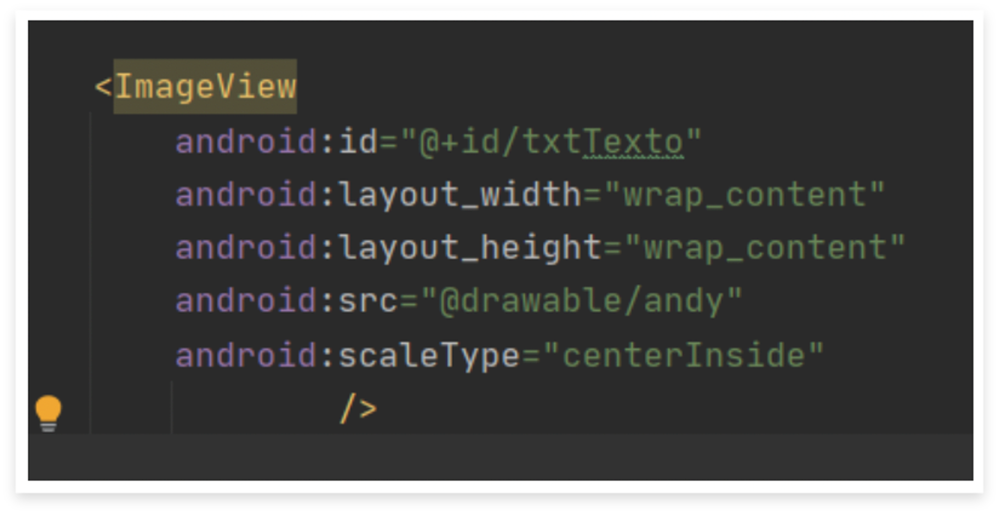 <ImageView
android:id="@+id/txtTexto"
android:layout_width="wrap_content"
android:layout_height="wrap_content"
android:src="@drawable/andy"
android:scaleType="centerInside"
/>